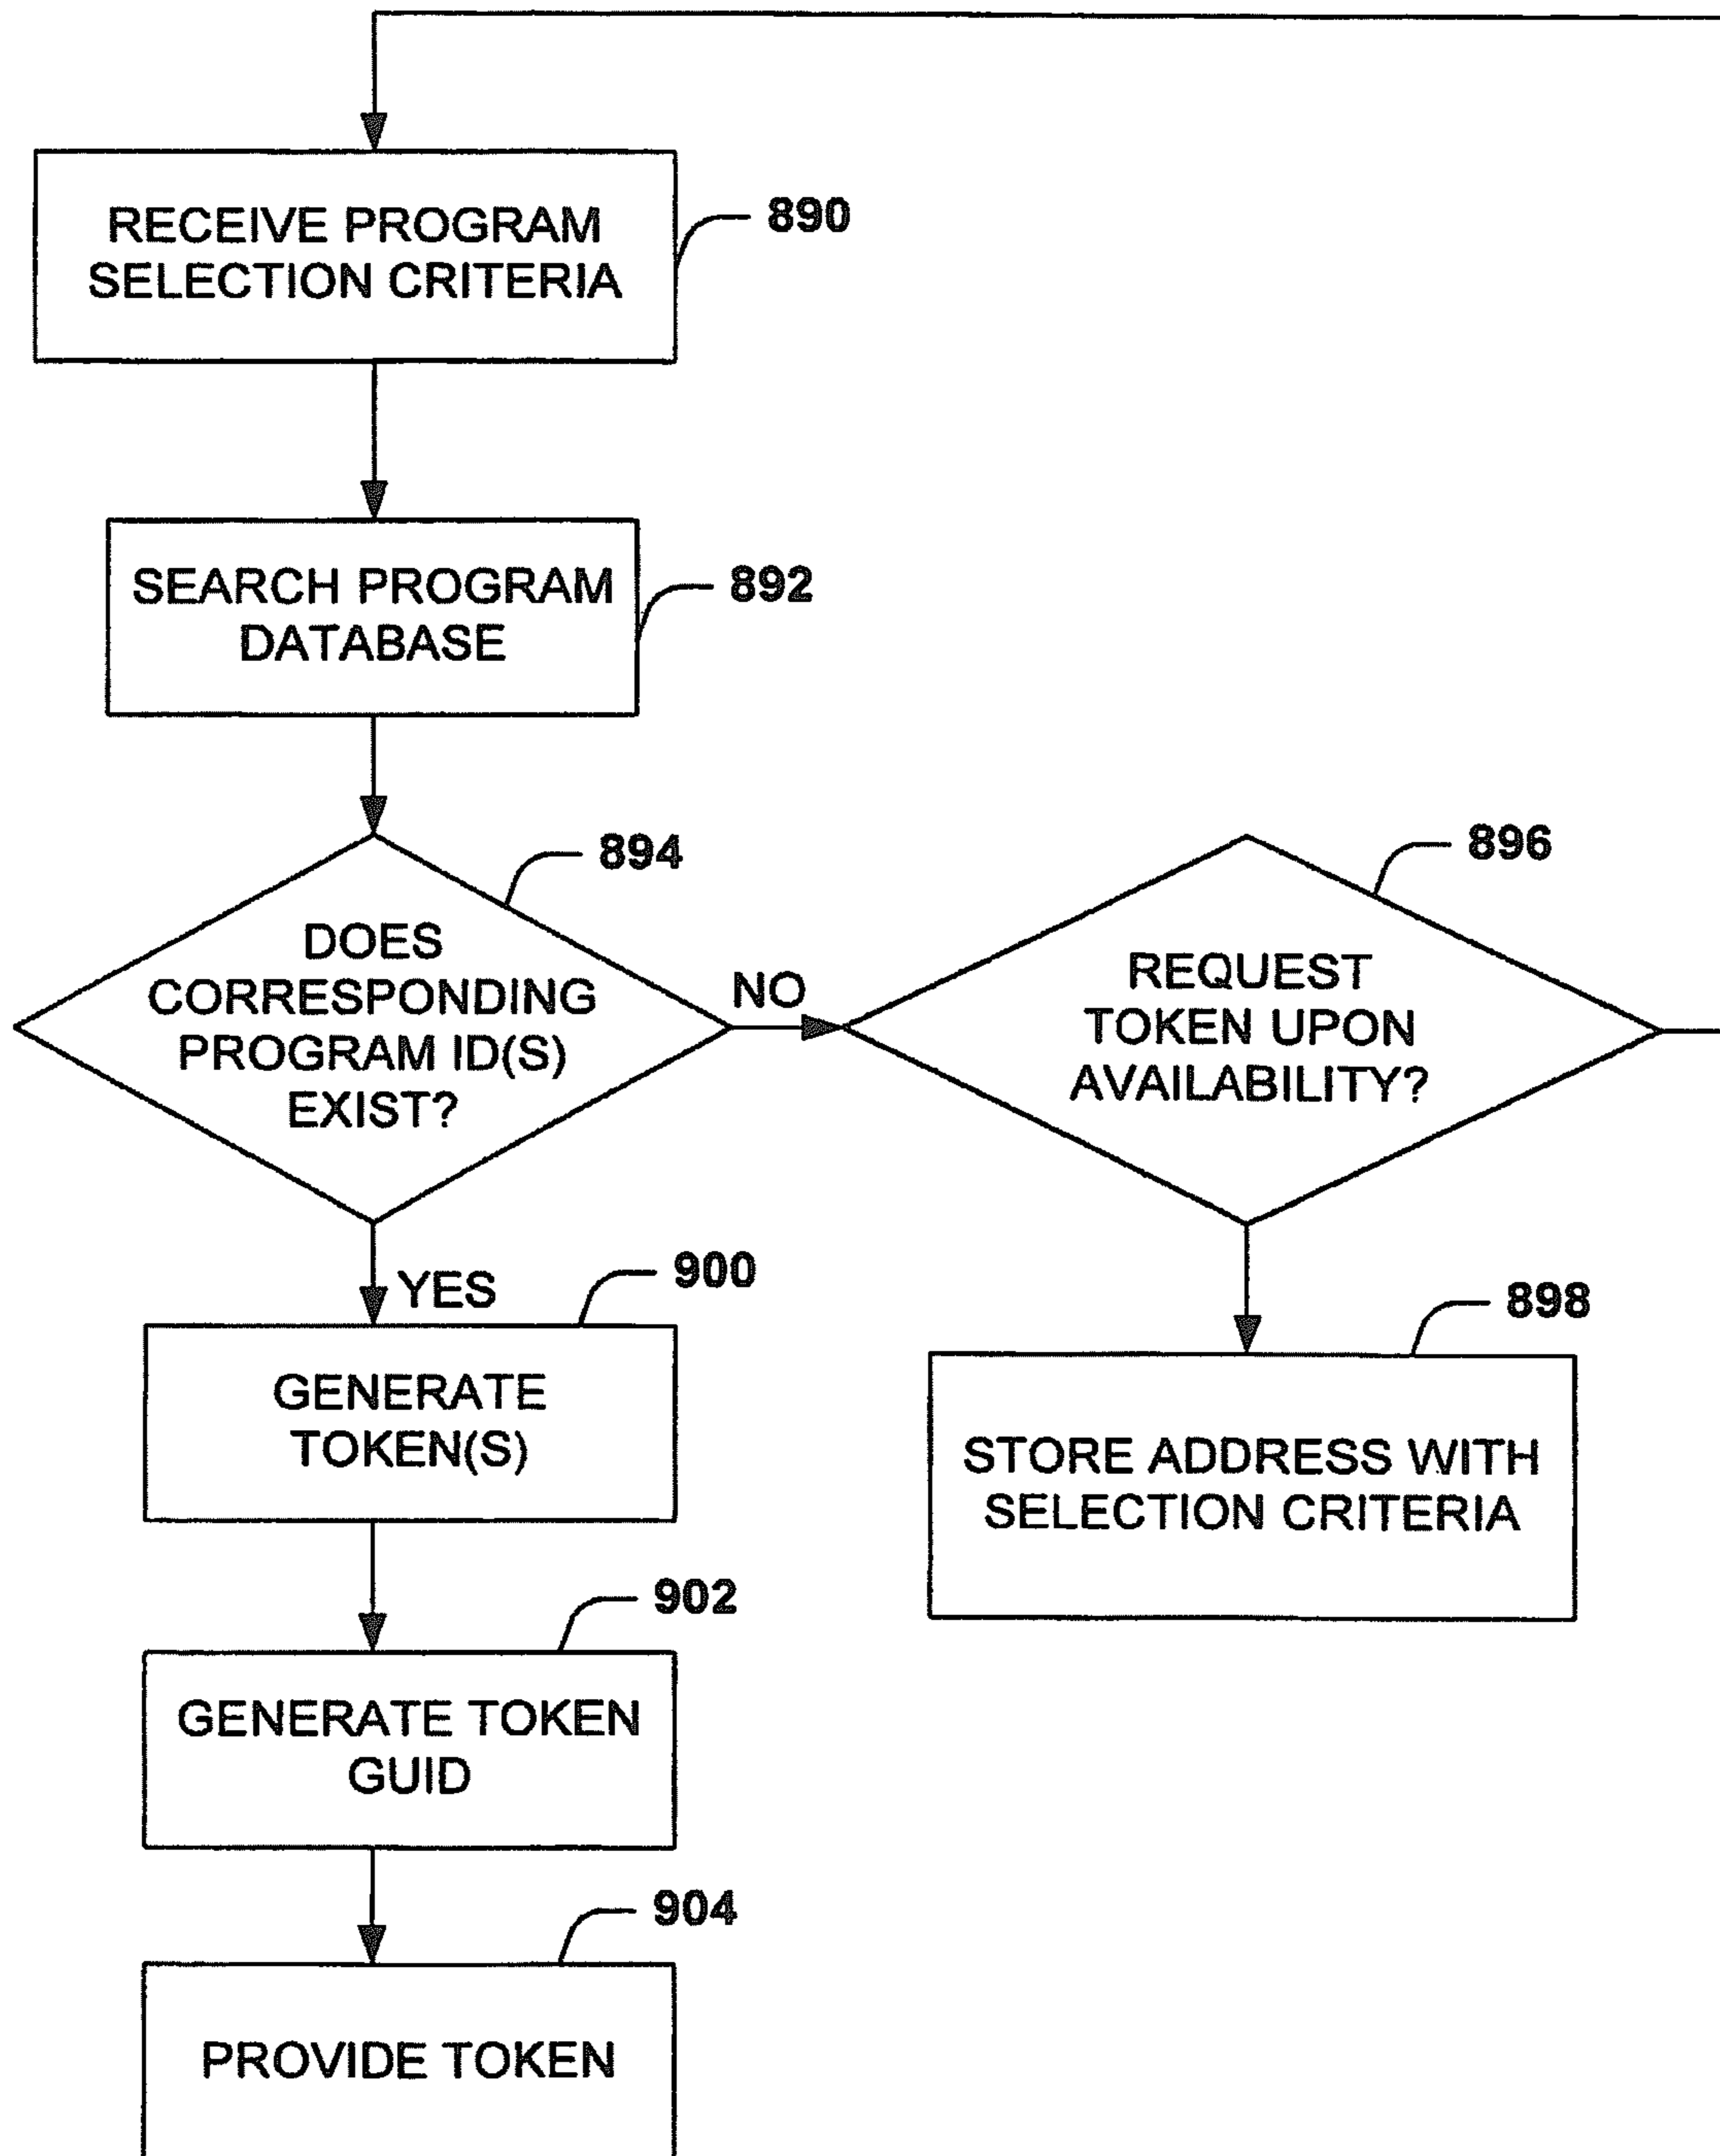 RECEIVE PROGRAM
SELECTION CRITERIA
890
SEARCH PROGRAM
DATABASE
892
894
DOES
CORRESPONDING
PROGRAM ID(S)
EXIST?
NO
896
REQUEST
TOKEN UPON
AVAILABILITY?
YES
900
GENERATE
TOKEN(S)
898
STORE ADDRESS WITH
SELECTION CRITERIA
902
GENERATE TOKEN
GUID
904
PROVIDE TOKEN